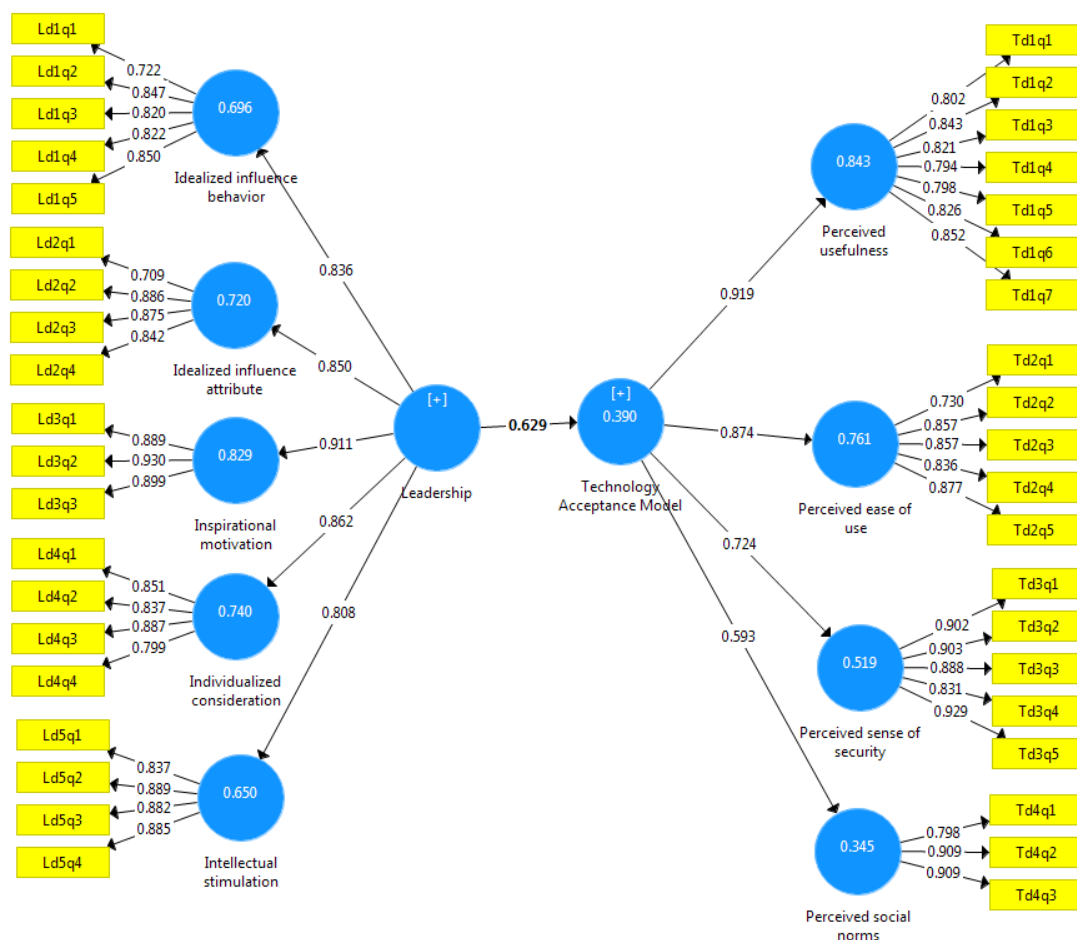 Ld1q1
Ld1q2
Ld1q3
Ld1q4
Ld1q5
0.722
0.847
0.820
0.822
0.850
0.696
Idealized influence
behavior
Ld2q1
Ld2q2
Ld2q3
Ld2q4
0.709
0.886
0.875
0.842
0.720
Idealized influence
attribute
Ld3q1
Ld3q2
Ld3q3
0.889
0.930
0.899
0.829
Inspirational
motivation
Ld4q1
Ld4q2
Ld4q3
Ld4q4
0.851
0.837
0.887
0.799
0.740
Individualized
consideration
Ld5q1
Ld5q2
Ld5q3
Ld5q4
0.837
0.889
0.882
0.885
0.650
Intellectual
stimulation
0.836
0.850
0.911
0.862
0.808
[+]
Leadership
0.629
[+]
0.390
Technology
Acceptance Model
0.919
0.874
0.724
0.593
0.843
Perceived
usefulness
0.802
0.843
0.821
0.794
0.798
0.826
0.852
Td1q1
Td1q2
Td1q3
Td1q4
Td1q5
Td1q6
Td1q7
0.761
Perceived ease of
use
0.730
0.857
0.857
0.836
0.877
Td2q1
Td2q2
Td2q3
Td2q4
Td2q5
0.519
Perceived sense of
security
0.902
0.903
0.888
0.831
0.929
Td3q1
Td3q2
Td3q3
Td3q4
Td3q5
0.345
Perceived social
norms
0.798
0.909
0.909
Td4q1
Td4q2
Td4q3